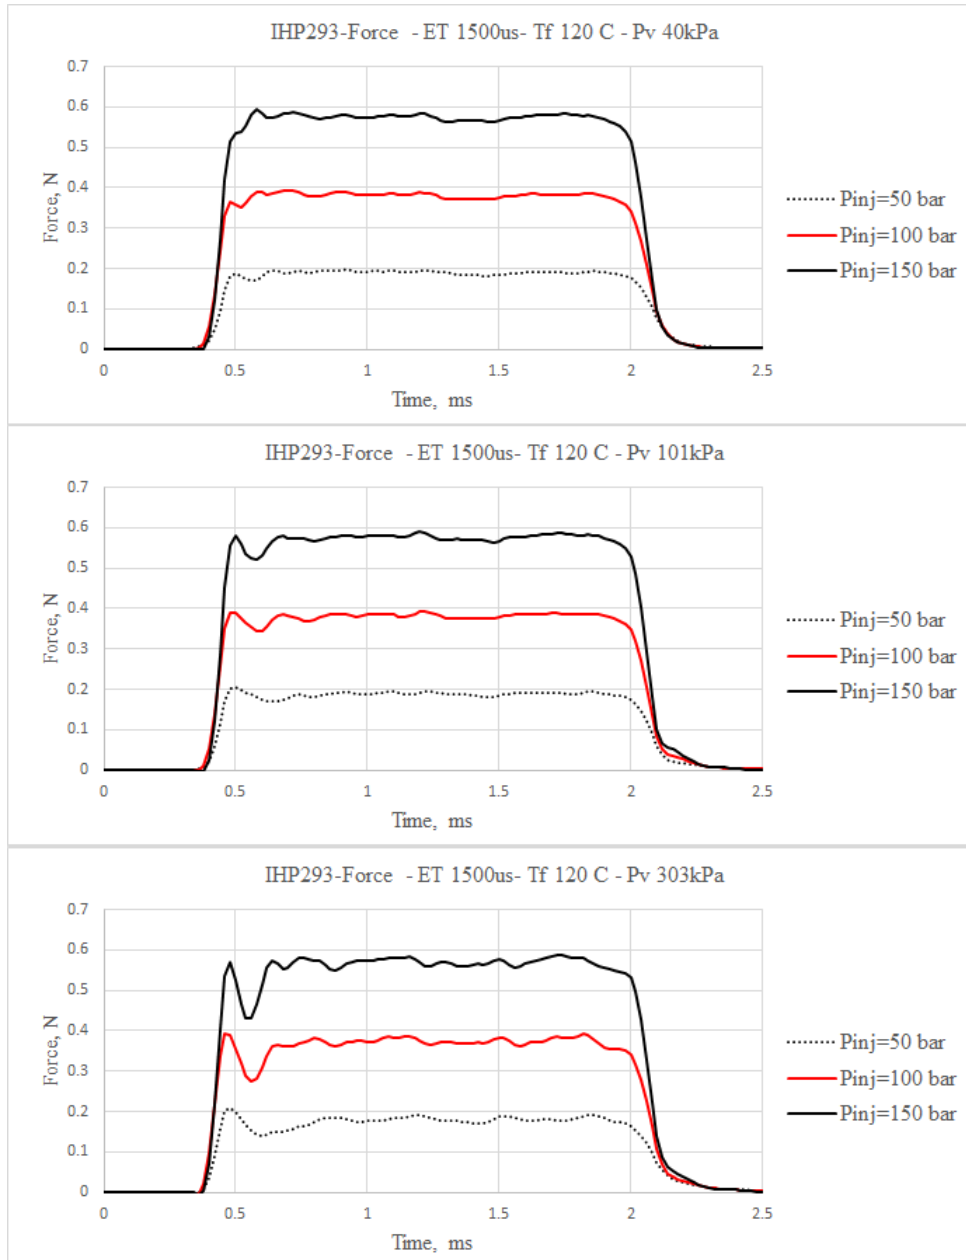 IHP293-Force - ET 1500us- Tf 120 C - Pv 40kPa
0.7
0.6
0.5
0.4
0.3
0.2
0.1
0
Force, N
0 0.5 1 1.5 2 2.5
Time, ms
Pinj=50 bar
Pinj=100 bar
Pinj=150 bar
IHP293-Force - ET 1500us- Tf 120 C - Pv 101kPa
0.7
0.6
0.5
0.4
0.3
0.2
0.1
0
Force, N
0 0.5 1 1.5 2 2.5
Time, ms
Pinj=50 bar
Pinj=100 bar
Pinj=150 bar
IHP293-Force - ET 1500us- Tf 120 C - Pv 303kPa
0.7
0.6
0.5
0.4
0.3
0.2
0.1
0
Force, N
0 0.5 1 1.5 2 2.5
Time, ms
Pinj=50 bar
Pinj=100 bar
Pinj=150 bar